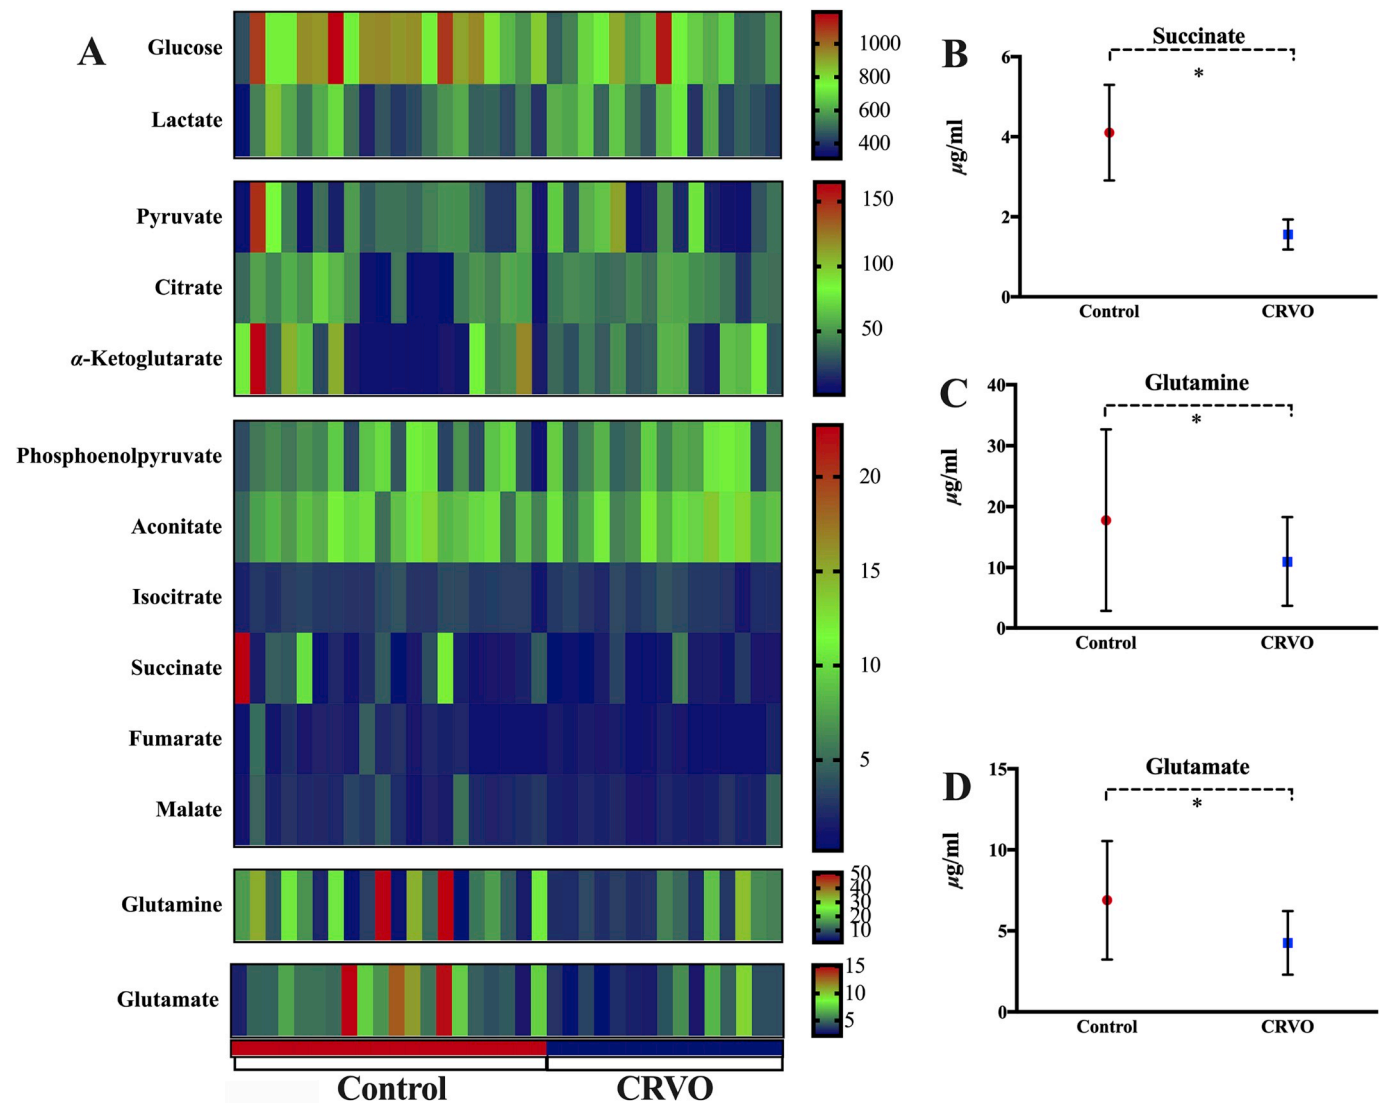 A
Glucose
Lactate
1000
800
600
400
Pyruvate
Citrate
α-Ketoglutarate
150
100
50
Phosphoenolpyruvate
Aconitate
Isocitrate
Succinate
Fumarate
Malate
20
15
10
5
Glutamine
50
40
30
20
10
Glutamate
15
10
5
Control CRVO
B
Succinate
*
μg/ml
6
4
2
0
Control CRVO
C
Glutamine
*
μg/ml
40
30
20
10
0
Control CRVO
D
Glutamate
*
μg/ml
15
10
5
0
Control CRVO